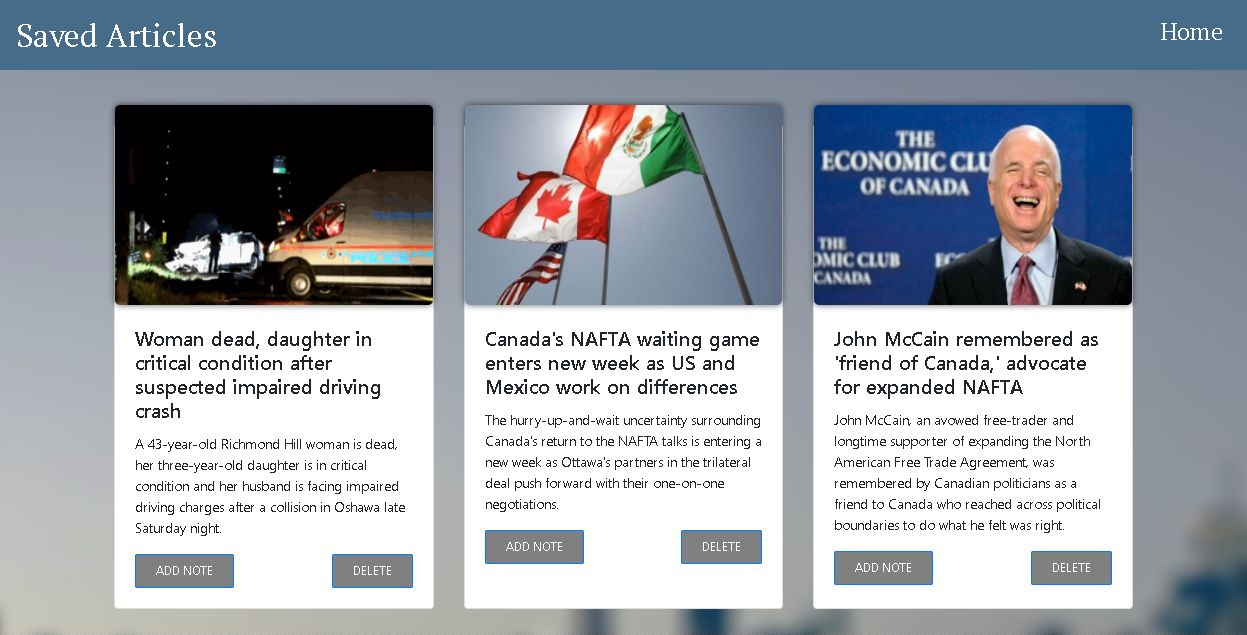 Saved Articles
Home
POLICE
THE
ECONOMIC CLU
OF CANADA
THE
OMIC CLUB
CANADA
EC
Woman dead, daughter in
critical condition after
suspected impaired driving
crash
A 43-year-old Richmond Hill woman is dead,
her three-year-old daughter is in critical
condition and her husband is facing impaired
driving charges after a collision in Oshawa late
Saturday night.
ADD NOTE
DELETE
Canada's NAFTA waiting game
enters new week as US and
Mexico work on differences
The hurry-up-and-wait uncertainty surrounding
Canada's return to the NAFTA talks is entering a
new week as Ottawa's partners in the trilateral
deal push forward with their one-on-one
negotiations.
ADD NOTE
DELETE
John McCain remembered as
'friend of Canada,' advocate
for expanded NAFTA
John McCain, an avowed free-trader and
longtime supporter of expanding the North
American Free Trade Agreement, was
remembered by Canadian politicians as a
friend to Canada who reached across political
boundaries to do what he felt was right.
ADD NOTE
DELETE